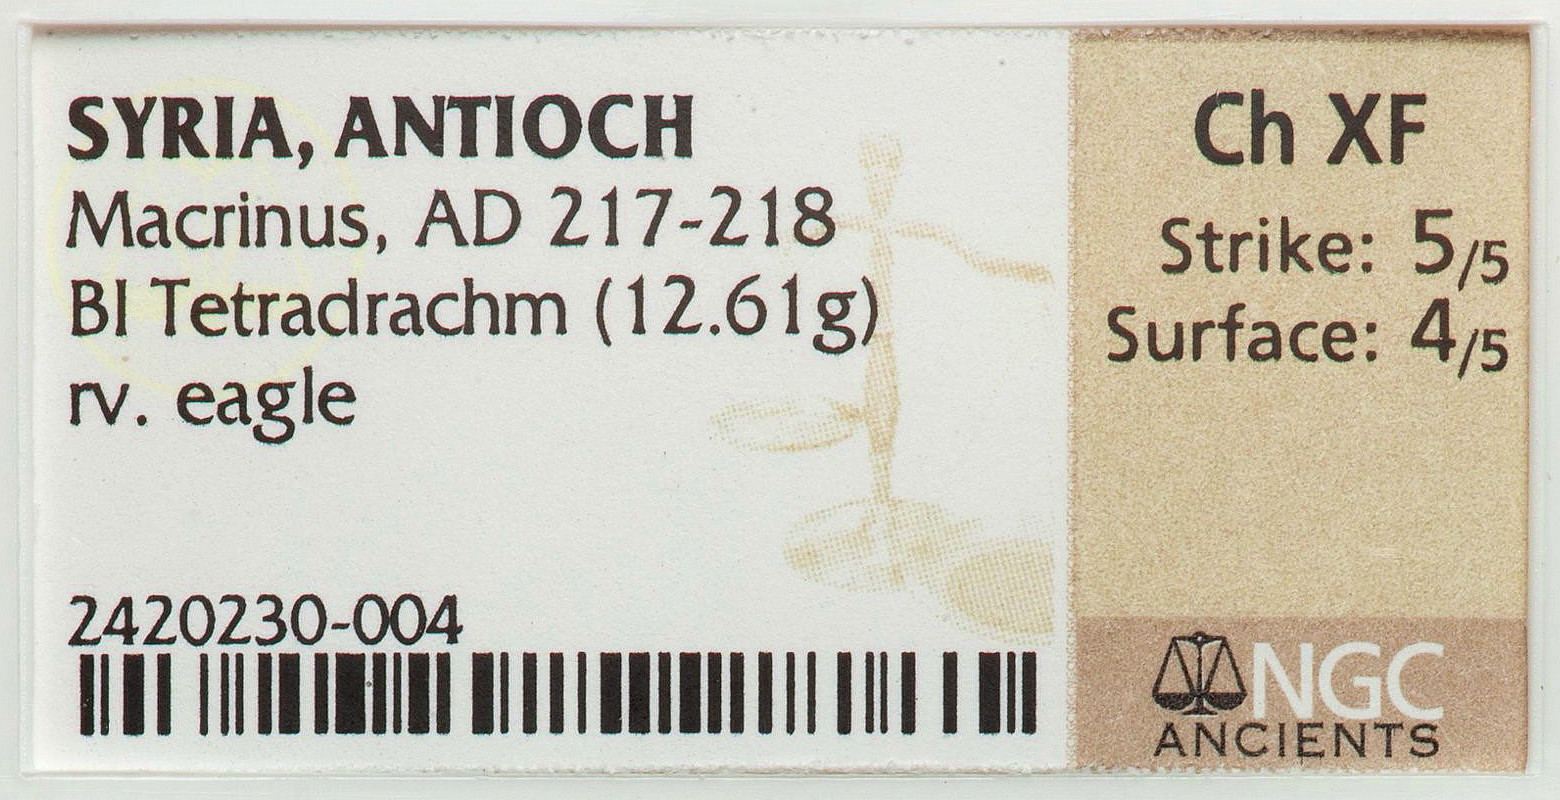 SYRIA, ANTIOCH
Macrinus, AD 217-218
BI Tetradrachm (12.61g)
rv. eagle
2420230-004
Ch XF
Strike: 5/5
Surface: 4/5
NGC
ANCIENTS